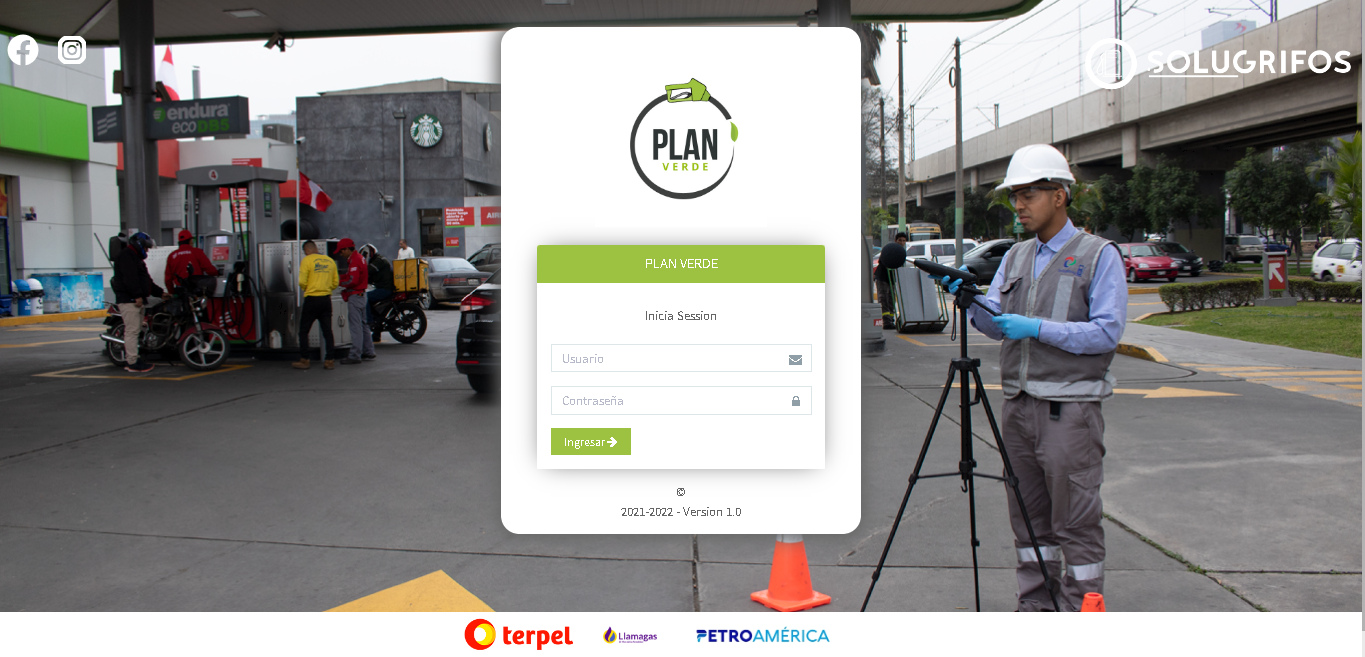 SOLUGRIFOS
endura
ecoDB5
PLAN
VERDE
PLAN VERDE
Inicia Session
Usuario
Contraseña
Ingresar
©
2021-2022 - Version 1.0
terpel
Llamagas
PETROAMÉRICA